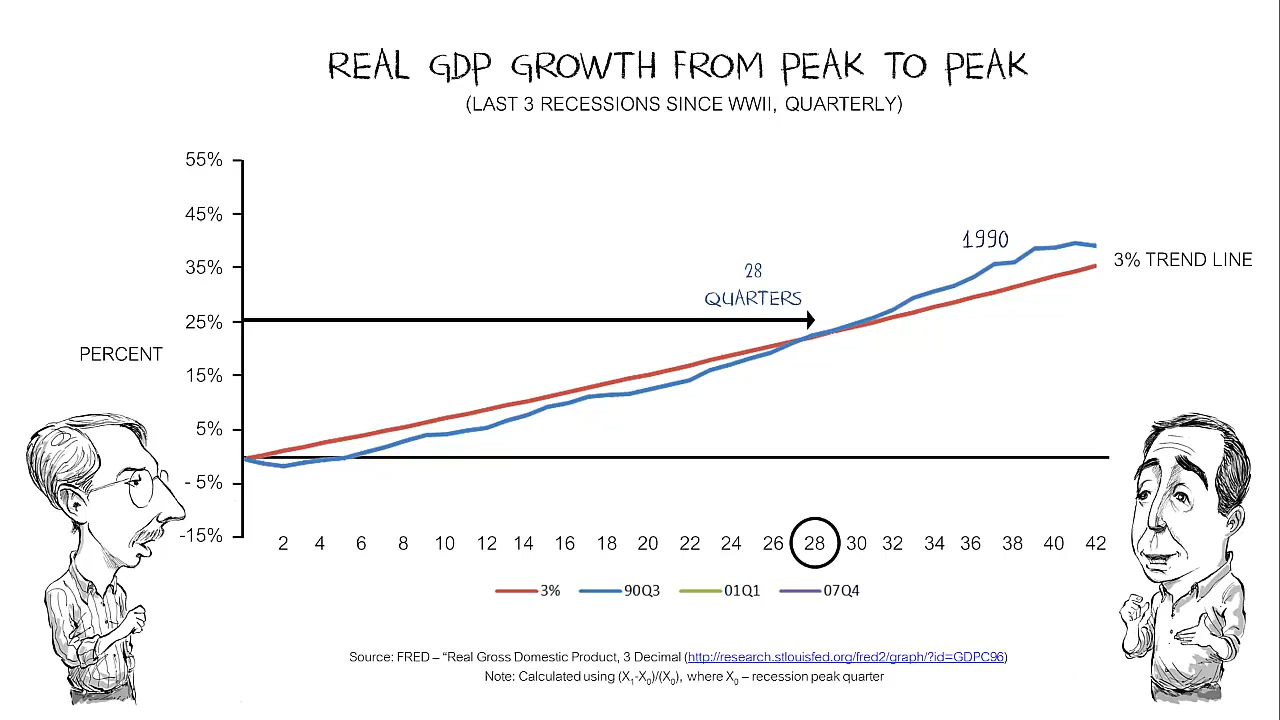 REAL GDP GROWTH FROM PEAK TO PEAK
(LAST 3 RECESSIONS SINCE WWII, QUARTERLY)
55%
45%
35%
25%
15%
5%
- 5%
-15%
PERCENT
28
QUARTERS
1990
3% TREND LINE
2 4 6 8 10 12 14 16 18 20 22 24 26 28 30 32 34 36 38 40 42
3% 90Q3 01Q1 07Q4
Source: FRED – “Real Gross Domestic Product, 3 Decimal (http://research.stlouisfed.org/fred2/graph/?id=GDPC96)
Note: Calculated using (X₁-X₀)/(X₀), where X₀ – recession peak quarter